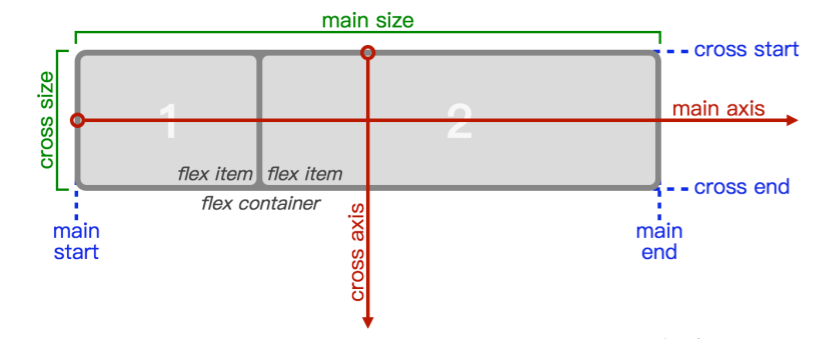 main size
cross start
cross size
1
2
main axis
flex item
flex item
cross end
flex container
cross axis
main
start
main
end